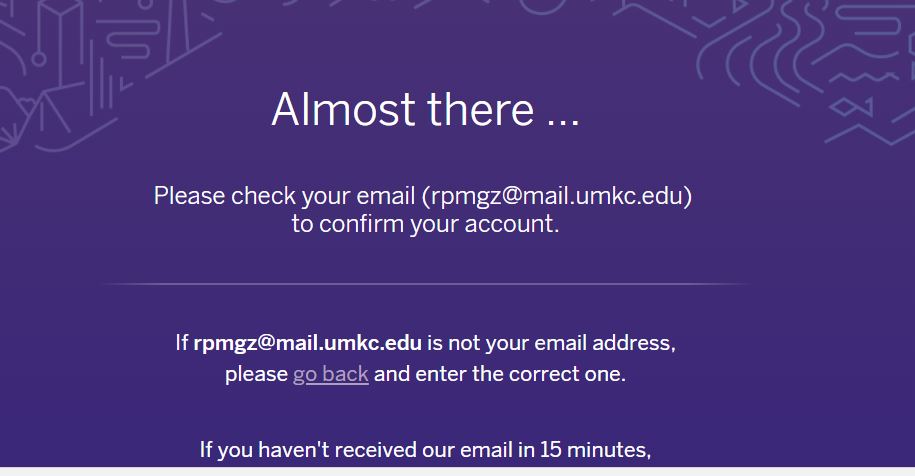 Almost there ...
Please check your email (rpmgz@mail.umkc.edu)
to confirm your account.
If rpmgz@mail.umkc.edu is not your email address,
please go back and enter the correct one.
If you haven't received our email in 15 minutes,